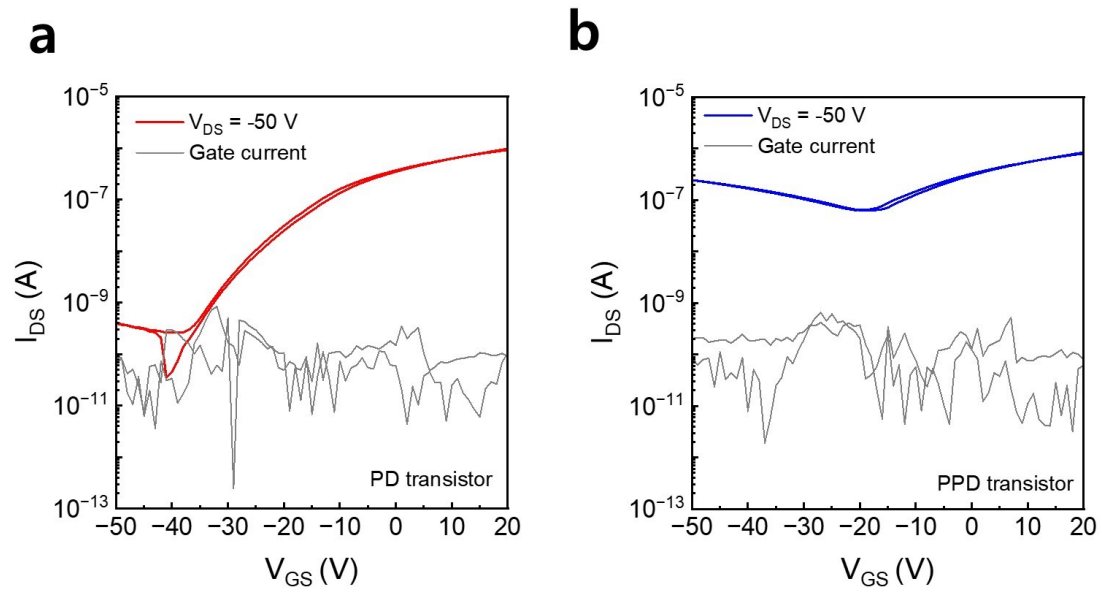 a
b
10⁻⁵
10⁻⁷
10⁻⁹
10⁻¹¹
10⁻¹³
I_DS (A)
V_DS = -50 V
Gate current
PD transistor
−50 −40 −30 −20 −10 0 10 20
V_GS (V)
10⁻⁵
10⁻⁷
10⁻⁹
10⁻¹¹
10⁻¹³
I_DS (A)
V_DS = -50 V
Gate current
PPD transistor
−50 −40 −30 −20 −10 0 10 20
V_GS (V)